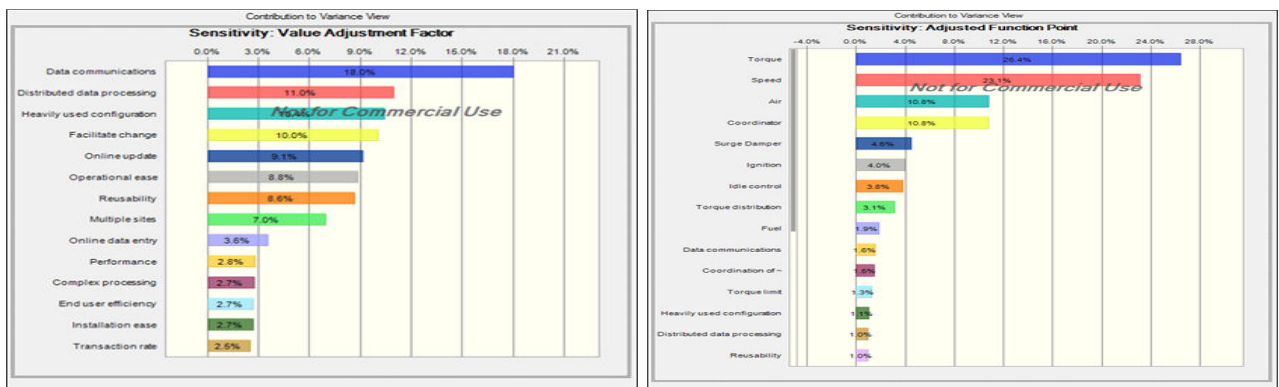 Contribution to Variance View
Sensitivity: Value Adjustment Factor
0.0% 3.0% 6.0% 9.0% 12.0% 15.0% 18.0% 21.0%
Data communications 18.0%
Distributed data processing 11.0%
Heavily used configuration Not for Commercial Use
Facilitate change 10.0%
Online update 9.1%
Operational ease 8.8%
Reusability 8.6%
Multiple sites 7.0%
Online data entry 3.6%
Performance 2.8%
Complex processing 2.7%
End user efficiency 2.7%
Installation ease 2.7%
Transaction rate 2.5%
Contribution to Variance View
Sensitivity: Adjusted Function Point
-4.0% 0.0% 4.0% 8.0% 12.0% 16.0% 20.0% 24.0% 28.0%
Torque 26.4%
Speed 23.1%
Not for Commercial Use
Air 10.8%
Coordinator 10.8%
Surge Damper 4.6%
Ignition 4.0%
Idle control 3.8%
Torque distribution 3.1%
Fuel 1.9%
Data communications 1.6%
Coordination of~ 1.6%
Torque limit 1.3%
Heavily used configuration 1.1%
Distributed data processing 1.0%
Reusability 1.0%